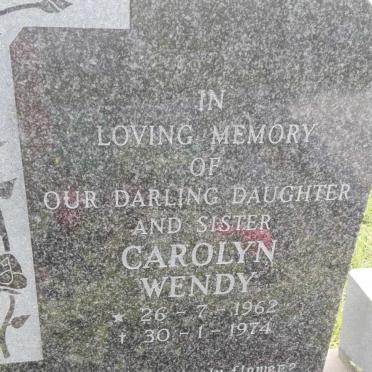 IN
LOVING MEMORY
OF
OUR DARLING DAUGHTER
AND SISTER
CAROLYN
WENDY
★ 26 - 7 - 1962
† 30 - 1 - 1974